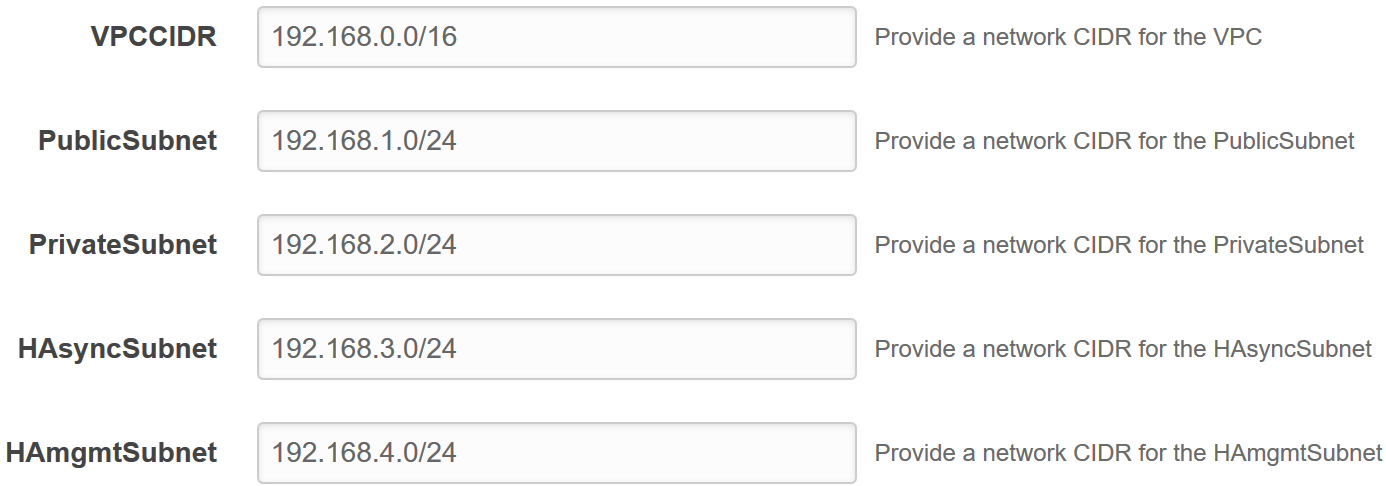 VPCCIDR 192.168.0.0/16 Provide a network CIDR for the VPC
PublicSubnet 192.168.1.0/24 Provide a network CIDR for the PublicSubnet
PrivateSubnet 192.168.2.0/24 Provide a network CIDR for the PrivateSubnet
HAsyncSubnet 192.168.3.0/24 Provide a network CIDR for the HAsyncSubnet
HAmgmtSubnet 192.168.4.0/24 Provide a network CIDR for the HAmgmtSubnet